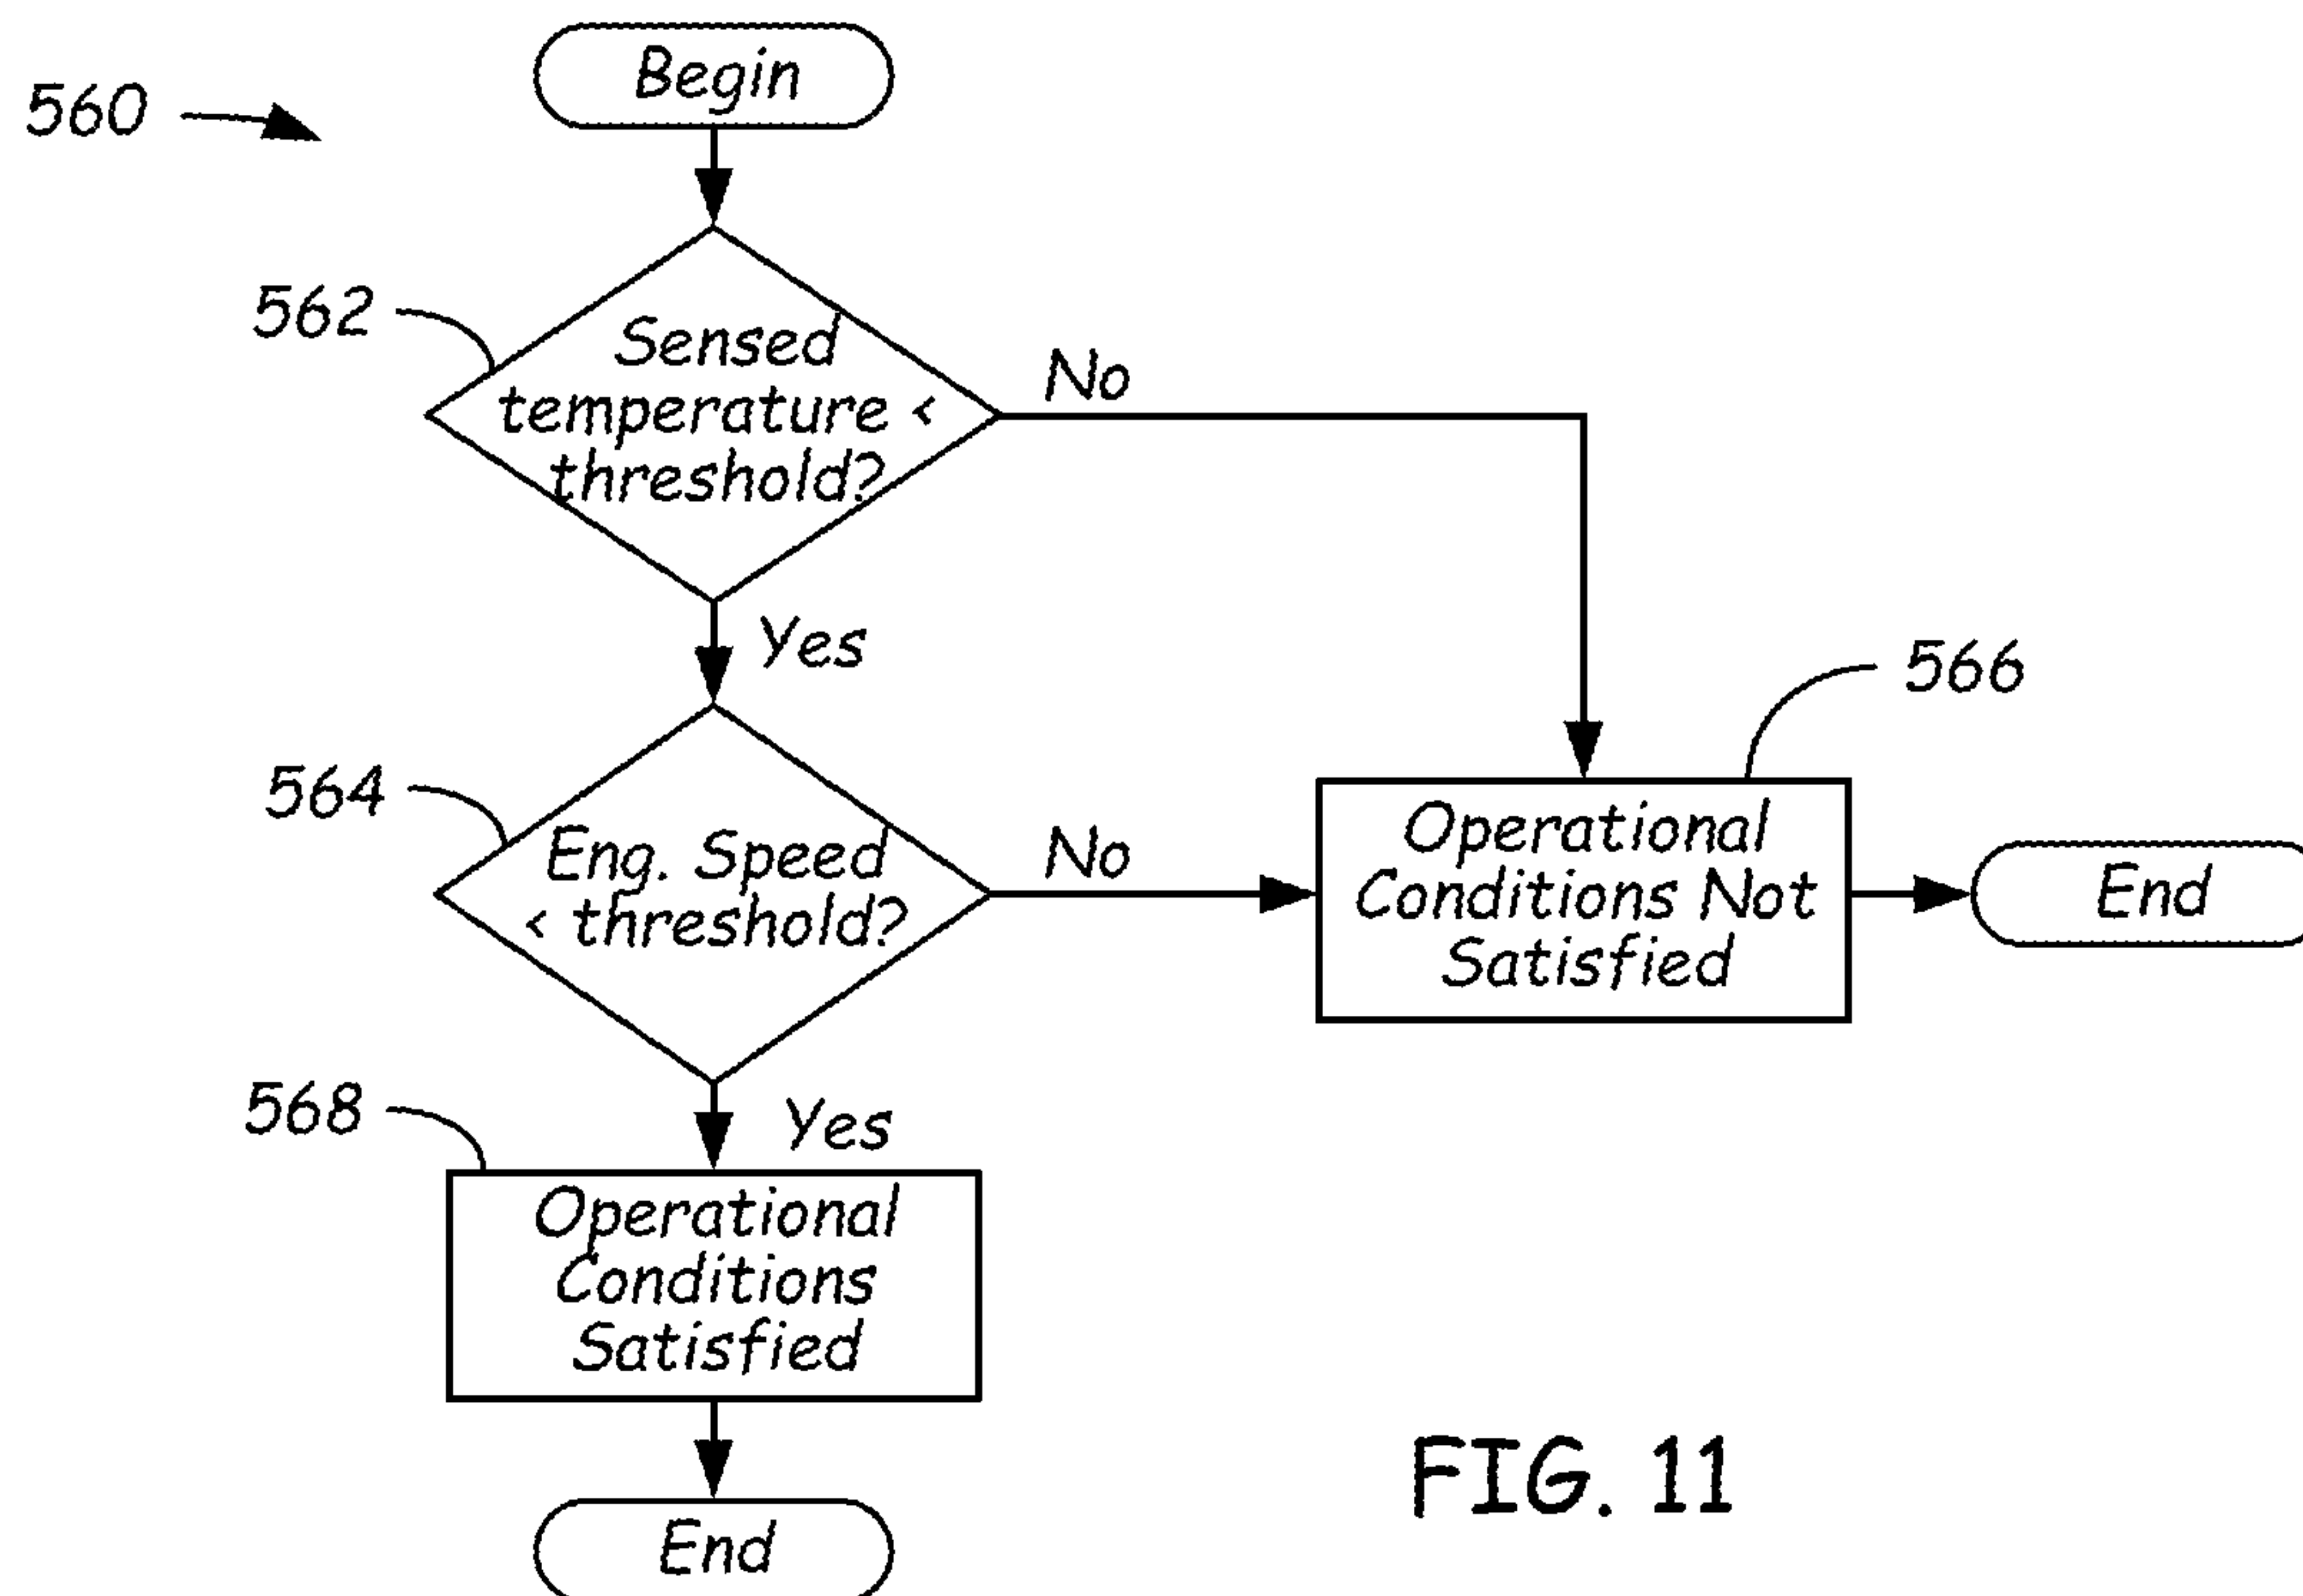 Begin
560
562
Sensed
temperature <
threshold?
No
Yes
566
564
Eng. Speed
< threshold?
No
Operational
Conditions Not
Satisfied
End
568
Yes
Operational
Conditions
Satisfied
End
FIG. 11